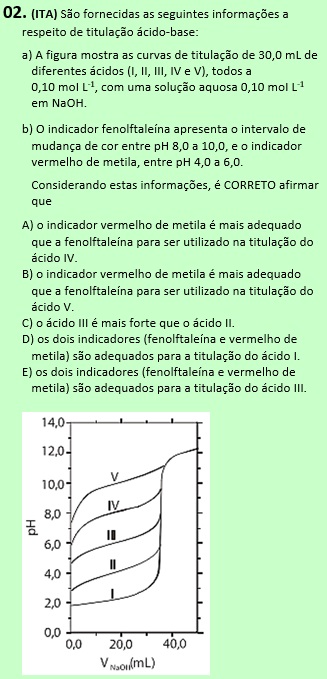 02. (ITA) São fornecidas as seguintes informações a
respeito de titulação ácido-base:
a) A figura mostra as curvas de titulação de 30,0 mL de
diferentes ácidos (I, II, III, IV e V), todos a
0,10 mol L⁻¹, com uma solução aquosa 0,10 mol L⁻¹
em NaOH.
b) O indicador fenolftaleína apresenta o intervalo de
mudança de cor entre pH 8,0 a 10,0, e o indicador
vermelho de metila, entre pH 4,0 a 6,0.
Considerando estas informações, é CORRETO afirmar
que
A) o indicador vermelho de metila é mais adequado
que a fenolftaleína para ser utilizado na titulação do
ácido IV.
B) o indicador vermelho de metila é mais adequado
que a fenolftaleína para ser utilizado na titulação do
ácido V.
C) o ácido III é mais forte que o ácido II.
D) os dois indicadores (fenolftaleína e vermelho de
metila) são adequados para a titulação do ácido I.
E) os dois indicadores (fenolftaleína e vermelho de
metila) são adequados para a titulação do ácido III.
14,0
12,0
10,0
8,0
6,0
4,0
2,0
0,0
pH
V
IV
III
II
I
0,0 20,0 40,0
V NaOH(mL)